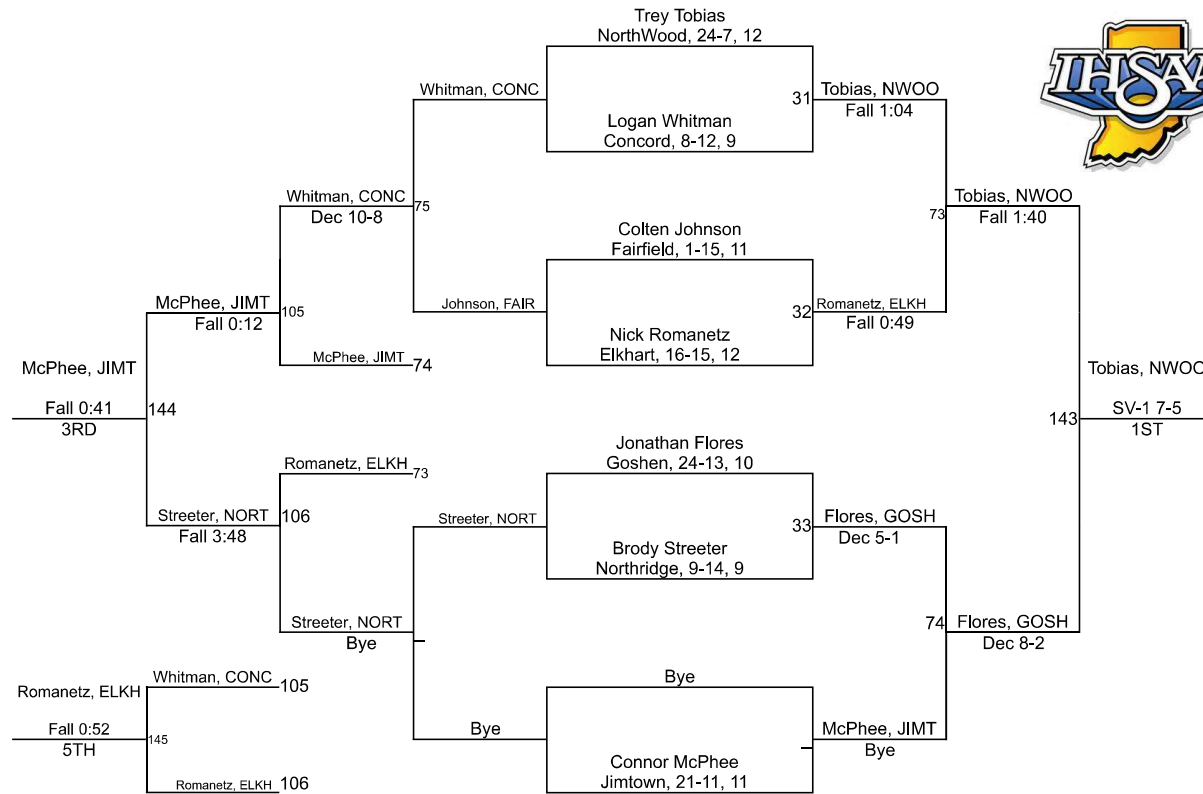 Trey Tobias
NorthWood, 24-7, 12
IHSAA
Whitman, CONC
31
Tobias, NWOO
Fall 1:04
Logan Whitman
Concord, 8-12, 9
Whitman, CONC
Dec 10-8
75
73
Tobias, NWOO
Fall 1:40
Colten Johnson
Fairfield, 1-15, 11
McPhee, JIMT
Fall 0:12
105
Johnson, FAIR
32
Romanetz, ELKH
Fall 0:49
Nick Romanetz
Elkhart, 16-15, 12
McPhee, JIMT
74
McPhee, JIMT
Fall 0:41
3RD
144
Tobias, NWOO
143
SV-1 7-5
1ST
Jonathan Flores
Goshen, 24-13, 10
Romanetz, ELKH
73
Streeter, NORT
Fall 3:48
106
Streeter, NORT
33
Flores, GOSH
Dec 5-1
Brody Streeter
Northridge, 9-14, 9
Streeter, NORT
Bye
74
Flores, GOSH
Dec 8-2
Bye
Whitman, CONC
105
Romanetz, ELKH
Fall 0:52
5TH
145
Bye
McPhee, JIMT
Bye
Connor McPhee
Jimtown, 21-11, 11
Romanetz, ELKH
106